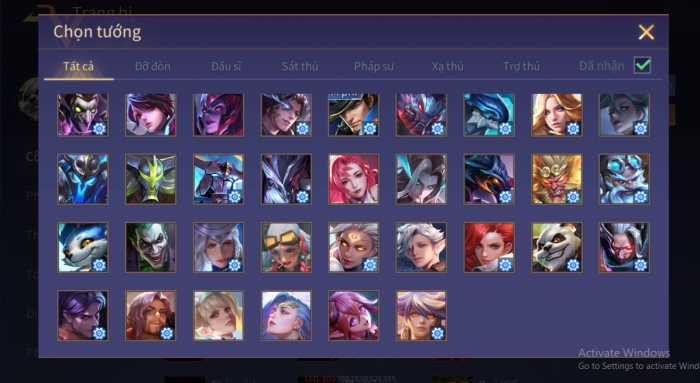 Trang bị
Chọn tướng
Tất cả
Đỡ đòn
Đấu sĩ
Sát thủ
Pháp sư
Xạ thủ
Trợ thủ
Đã nhận
Activate Windows
Go to Settings to activate Wind